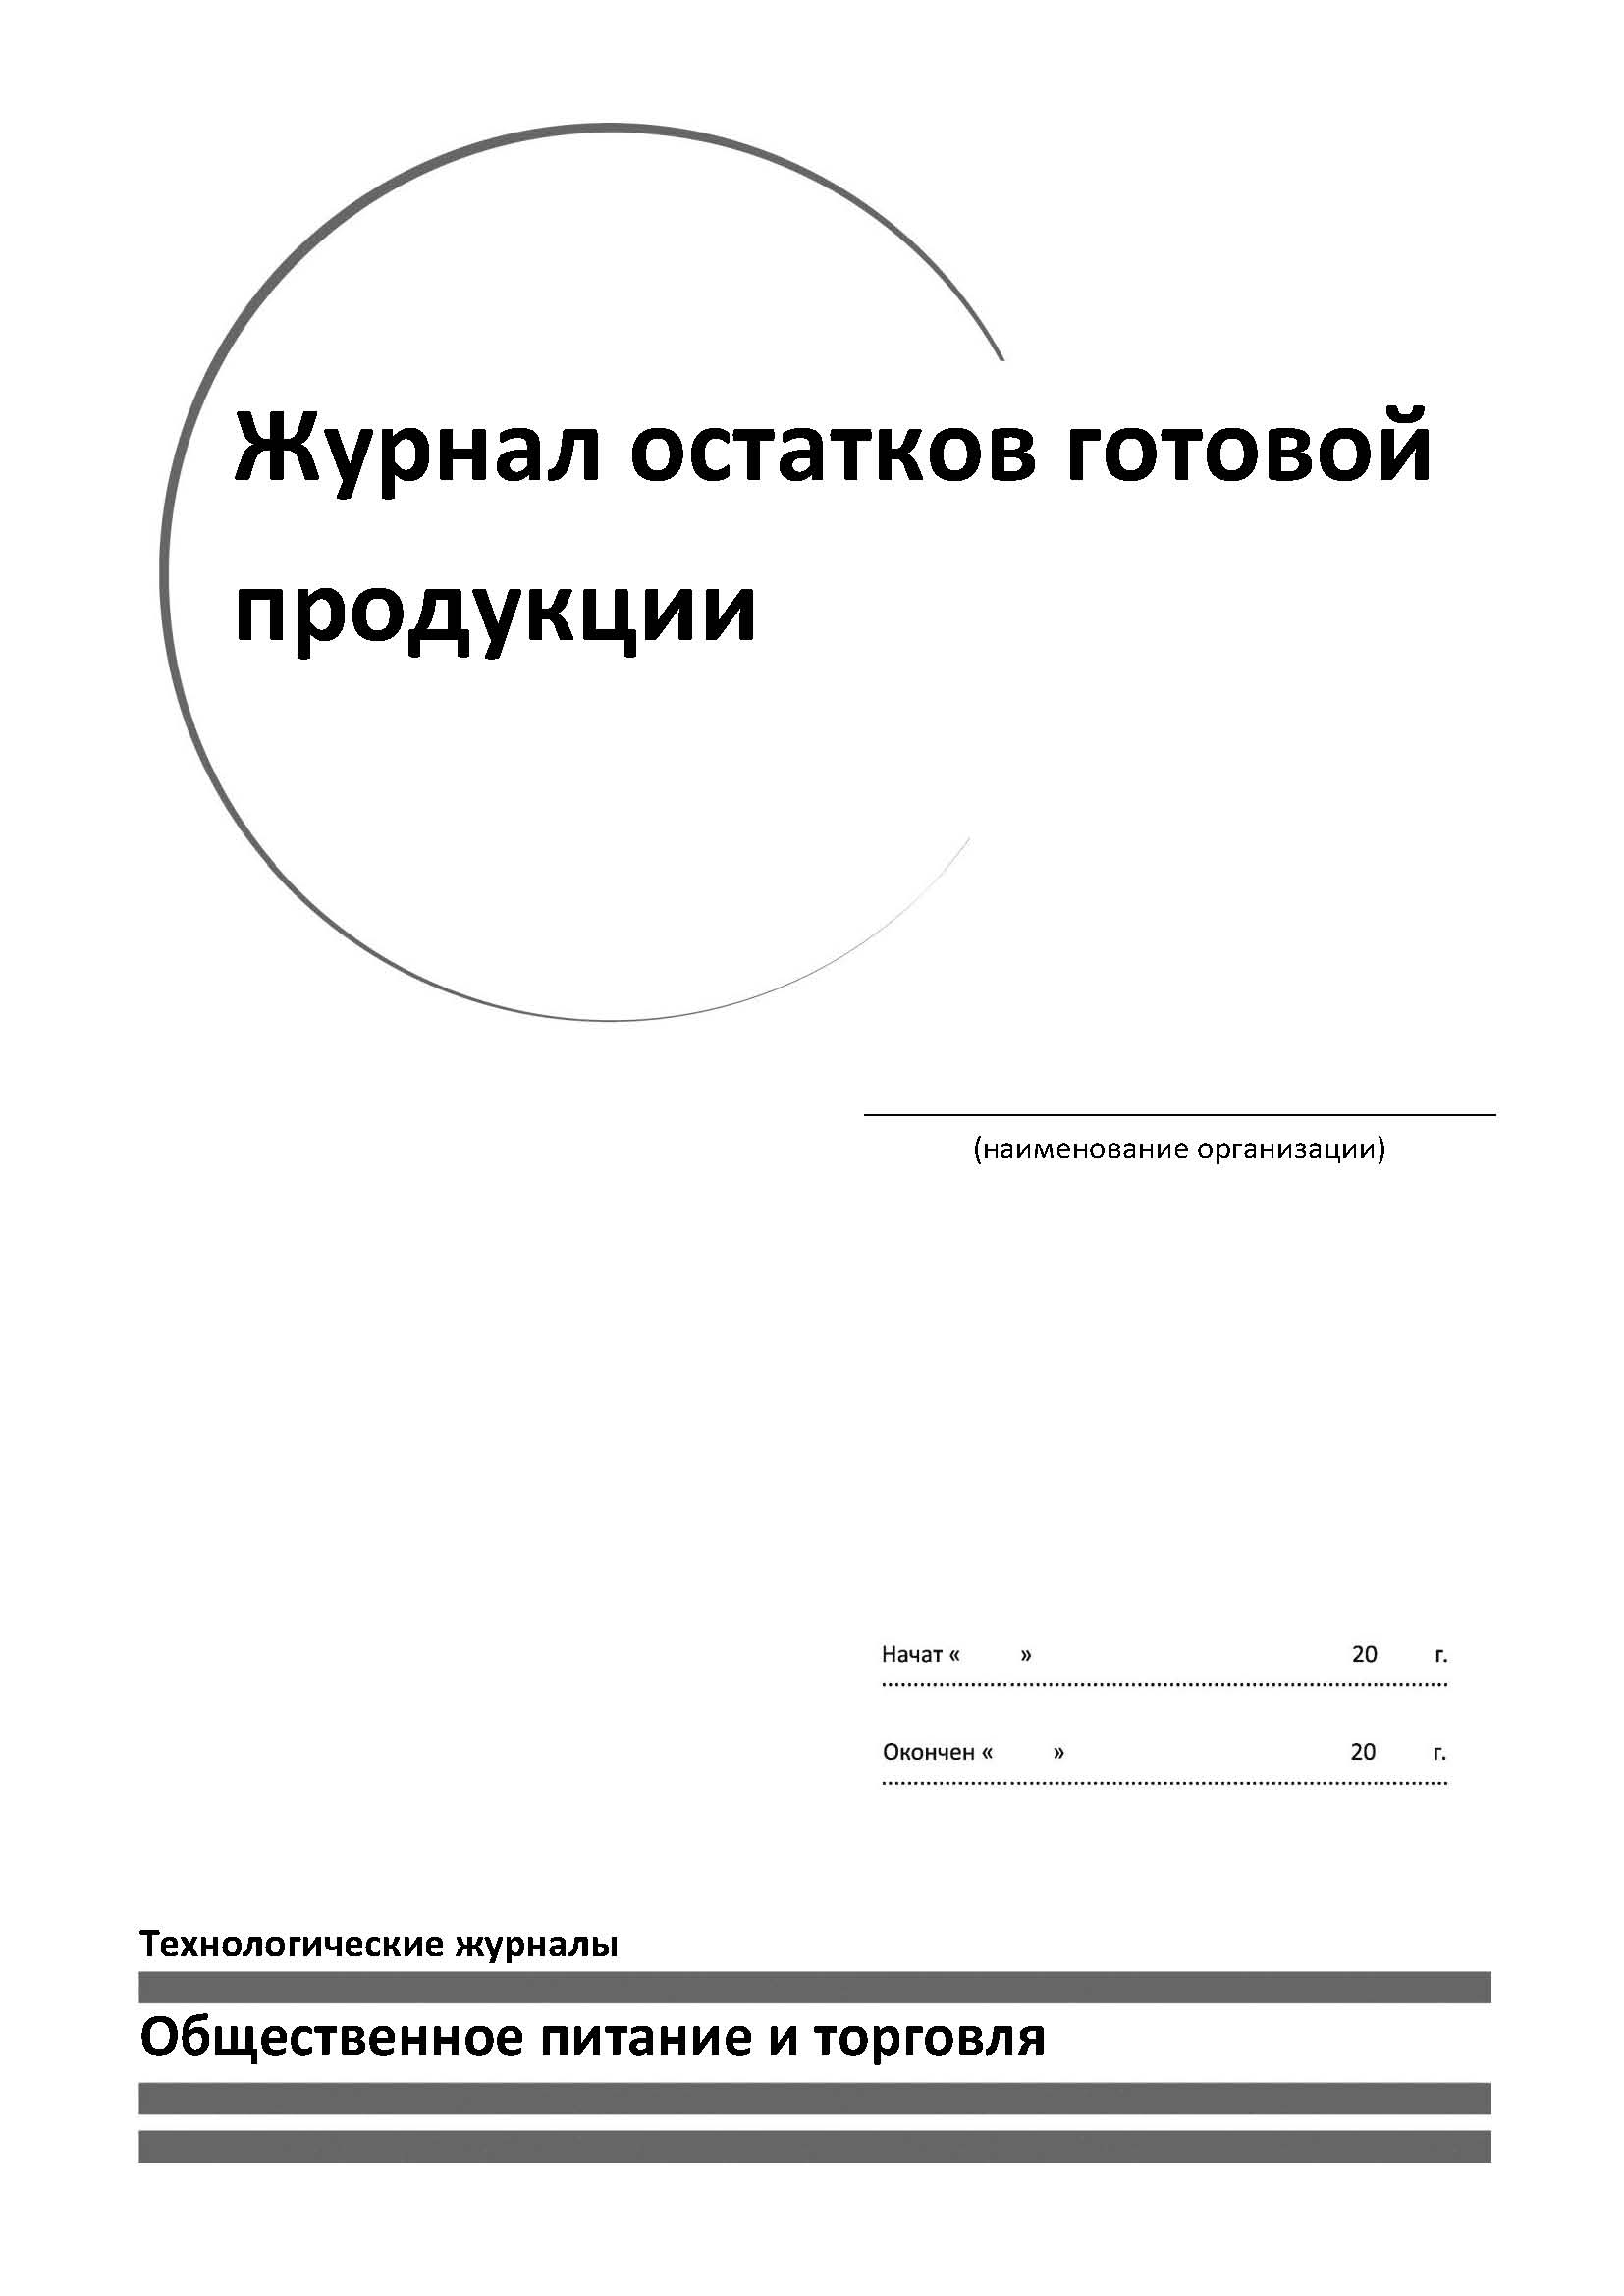 Журнал остатков готовой
продукции
(наименование организации)
Начат « » 20 г.
Окончен « » 20 г.
Технологические журналы
Общественное питание и торговля